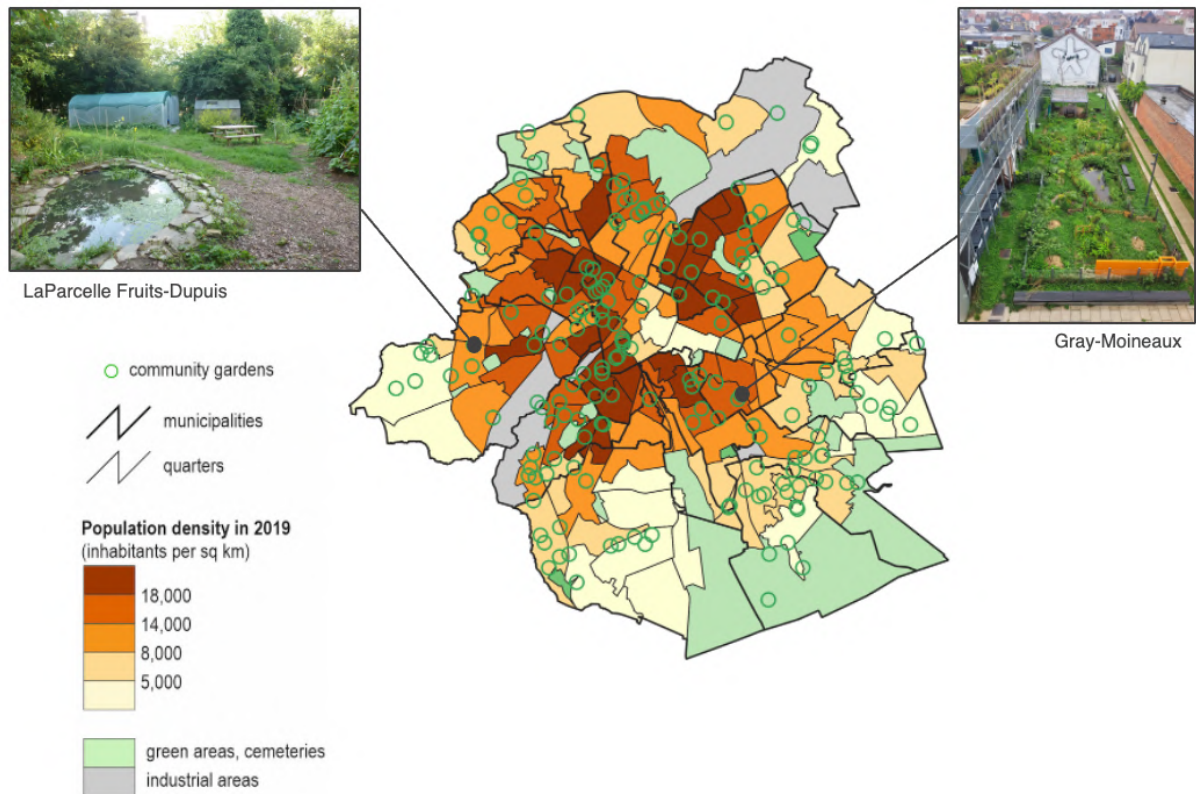 LaParcelle Fruits-Dupuis
Gray-Moineaux
community gardens
municipalities
quarters
Population density in 2019
(inhabitants per sq km)
18,000
14,000
8,000
5,000
green areas, cemeteries
industrial areas